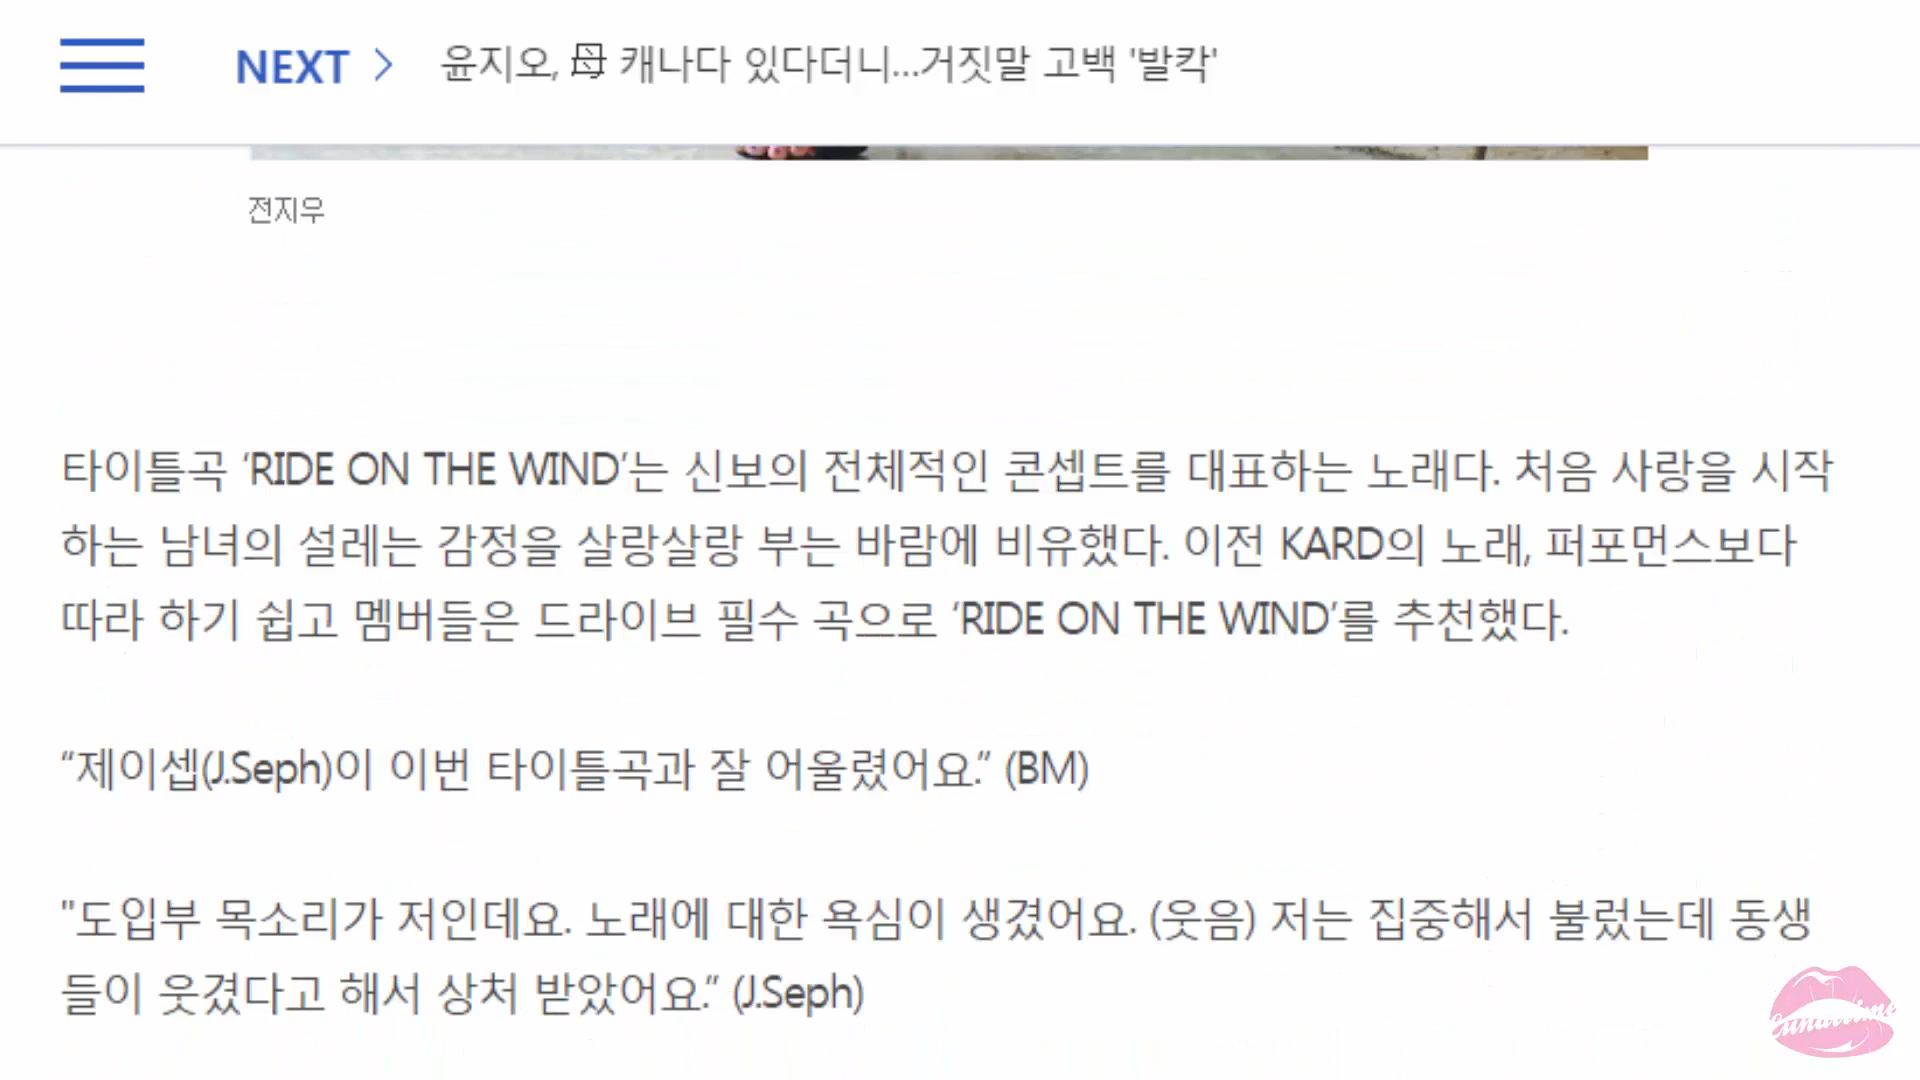 NEXT > 윤지오, 母 캐나다 있다더니...거짓말 고백 '발칵'
전지우
타이틀곡 ‘RIDE ON THE WIND’는 신보의 전체적인 콘셉트를 대표하는 노래다. 처음 사랑을 시작
하는 남녀의 설레는 감정을 살랑살랑 부는 바람에 비유했다. 이전 KARD의 노래, 퍼포먼스보다
따라 하기 쉽고 멤버들은 드라이브 필수 곡으로 ‘RIDE ON THE WIND’를 추천했다.
“제이셉(J.Seph)이 이번 타이틀곡과 잘 어울렸어요.” (BM)
"도입부 목소리가 저인데요. 노래에 대한 욕심이 생겼어요. (웃음) 저는 집중해서 불렀는데 동생
들이 웃겼다고 해서 상처 받았어요.” (J.Seph)